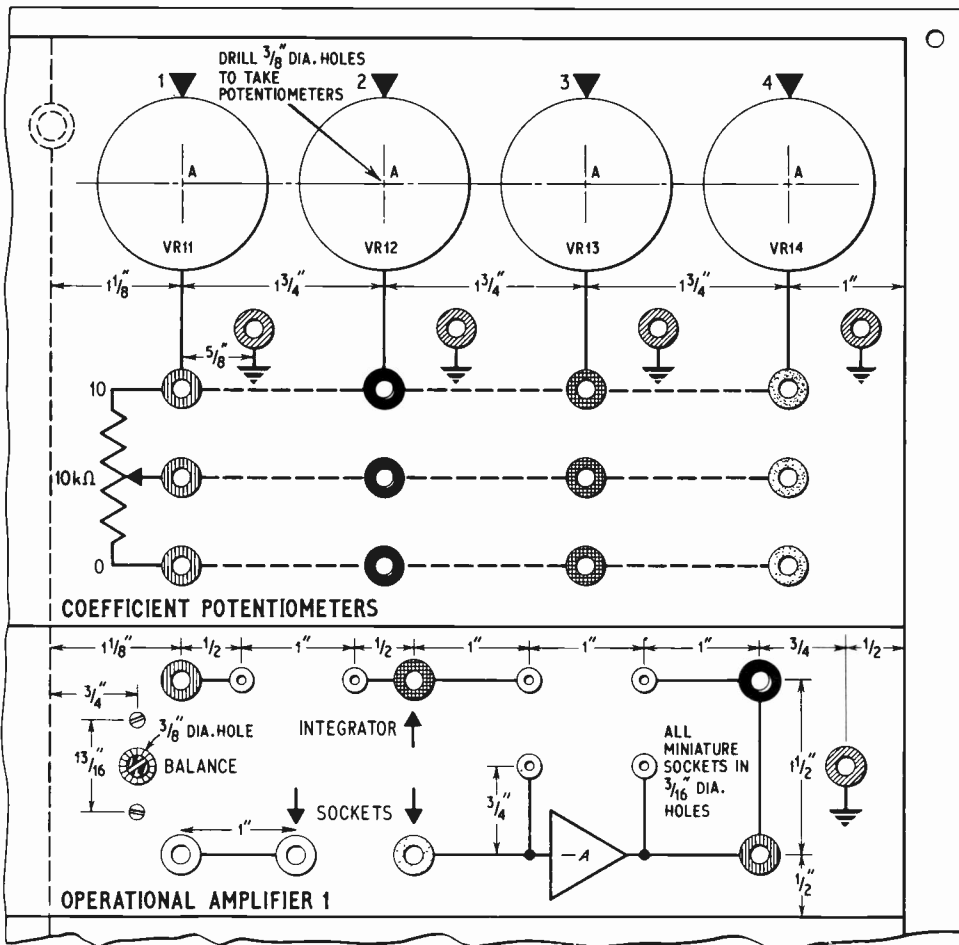 DRILL 3/8" DIA. HOLES
TO TAKE
POTENTIOMETERS
1
2
3
4
A
A
A
A
VR11
VR12
VR13
VR14
1 1/8"
1 3/4"
1 3/4"
1 3/4"
1"
5/8"
10
10kΩ
0
COEFFICIENT POTENTIOMETERS
1 1/8"
1/2"
1"
1/2"
1"
1"
1"
3/4"
1/2"
3/4"
3/8" DIA. HOLE
13/16"
BALANCE
INTEGRATOR
ALL
MINIATURE
SOCKETS IN
3/16" DIA.
HOLES
1 1/2"
3/4"
SOCKETS
1"
–A
1/2"
OPERATIONAL AMPLIFIER 1